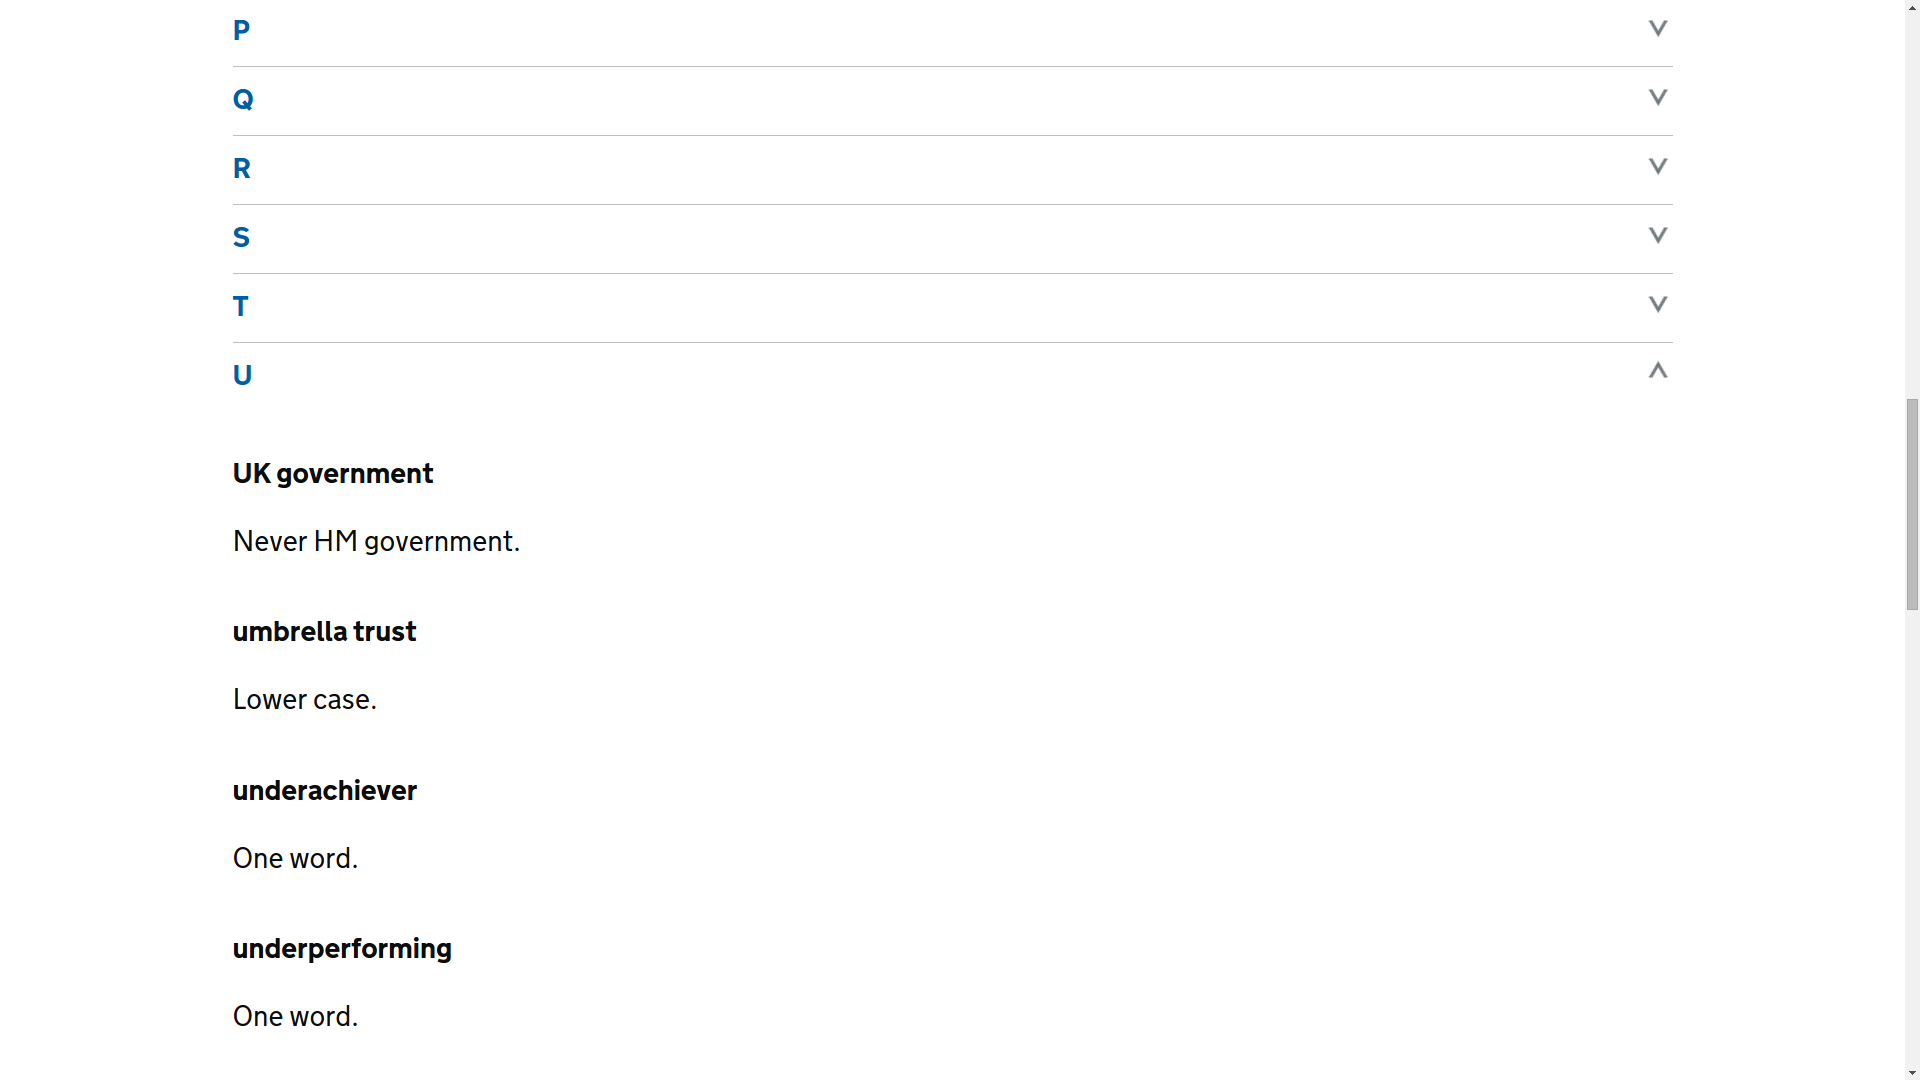 P
Q
R
S
T
U
UK government
Never HM government.
umbrella trust
Lower case.
underachiever
One word.
underperforming
One word.